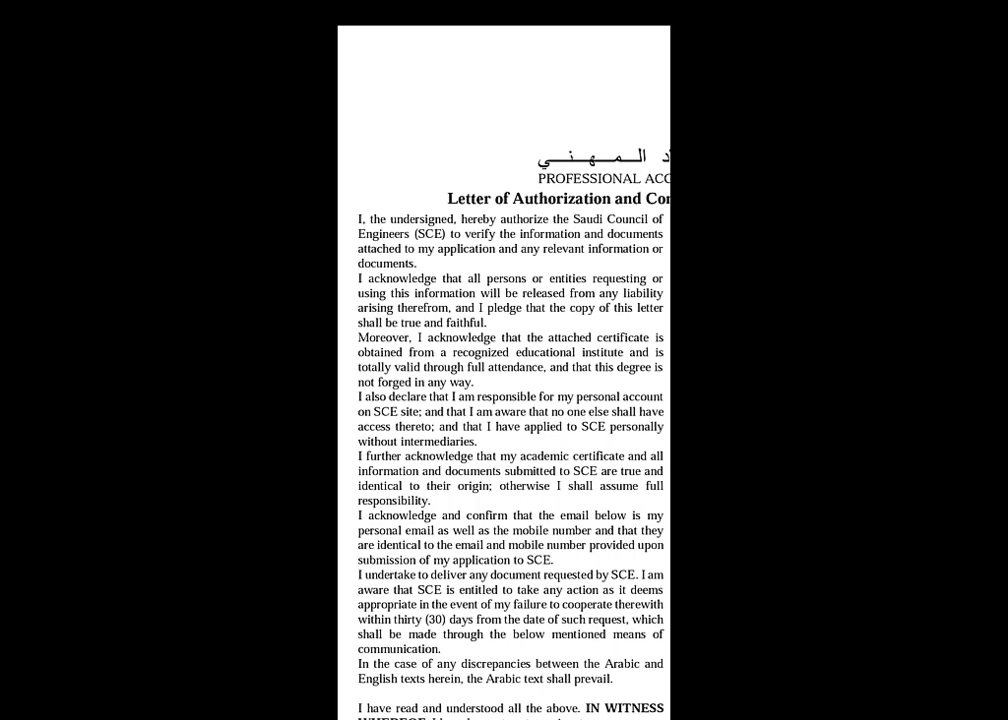 المـهـنـي
PROFESSIONAL
Letter of Authorization and
I, the undersigned, hereby authorize the Saudi Council of
Engineers (SCE) to verify the information and documents
attached to my application and any relevant information or
documents.
I acknowledge that all persons or entities requesting or
using this information will be released from any liability
arising therefrom, and I pledge that the copy of this letter
shall be true and faithful.
Moreover, I acknowledge that the attached certificate is
obtained from a recognized educational institute and is
totally valid through full attendance, and that this degree is
not forged in any way.
I also declare that I am responsible for my personal account
on SCE site; and that I am aware that no one else shall have
access thereto; and that I have applied to SCE personally
without intermediaries.
I further acknowledge that my academic certificate and all
information and documents submitted to SCE are true and
identical to their origin; otherwise I shall assume full
responsibility.
I acknowledge and confirm that the email below is my
personal email as well as the mobile number and that they
are identical to the email and mobile number provided upon
submission of my application to SCE.
I undertake to deliver any document requested by SCE. I am
aware that SCE is entitled to take any action as it deems
appropriate in the event of my failure to cooperate therewith
within thirty (30) days from the date of such request, which
shall be made through the below mentioned means of
communication.
In the case of any discrepancies between the Arabic and
English texts herein, the Arabic text shall prevail.
I have read and understood all the above. IN WITNESS